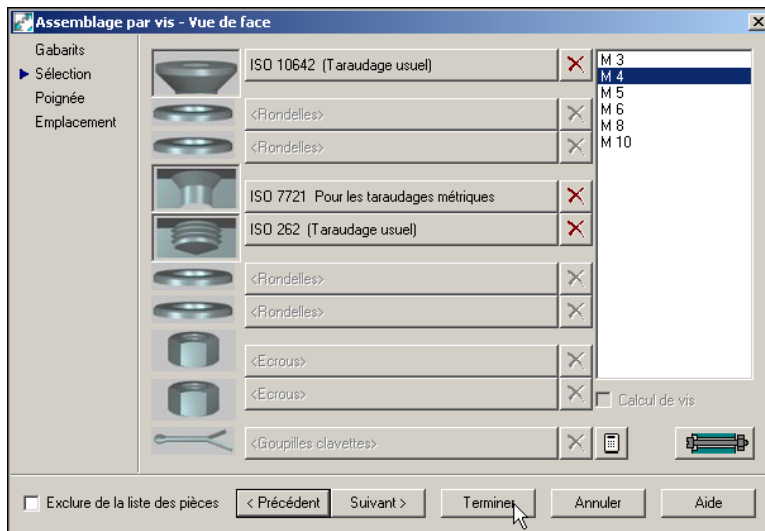 Assemblage par vis - Vue de face
Gabarits
Sélection
Poignée
Emplacement
ISO 10642 (Taraudage usuel)
<Rondelles>
<Rondelles>
ISO 7721 Pour les taraudages métriques
ISO 262 (Taraudage usuel)
<Rondelles>
<Rondelles>
<Ecrous>
<Ecrous>
<Goupilles clavettes>
M 3
M 4
M 5
M 6
M 8
M 10
Calcul de vis
Exclure de la liste des pièces
< Précédent
Suivant >
Terminer
Annuler
Aide